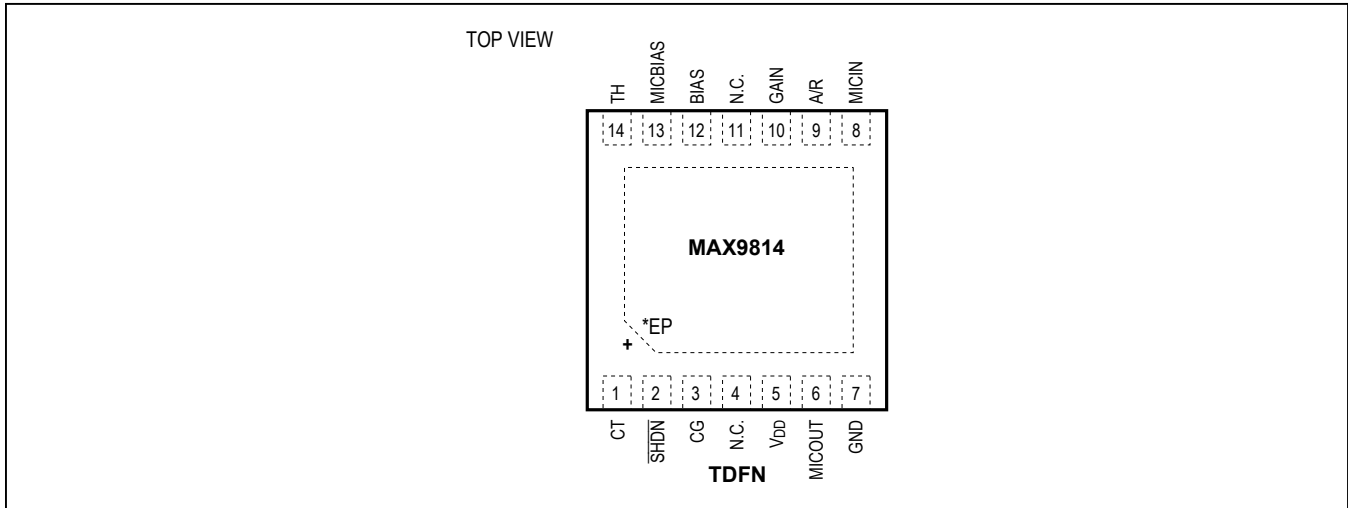 TOP VIEW
TH MICBIAS BIAS N.C. GAIN A/R MICIN
14 13 12 11 10 9 8
MAX9814
*EP
+
1 2 3 4 5 6 7
CT SHDN CG N.C. VDD MICOUT GND
TDFN